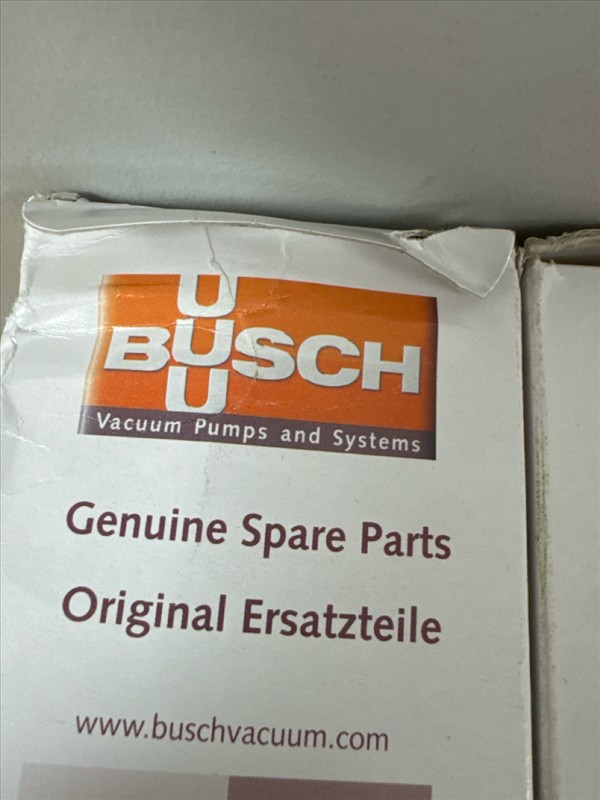 U
BUSCH
U
Vacuum Pumps and Systems
Genuine Spare Parts
Original Ersatzteile
www.buschvacuum.com